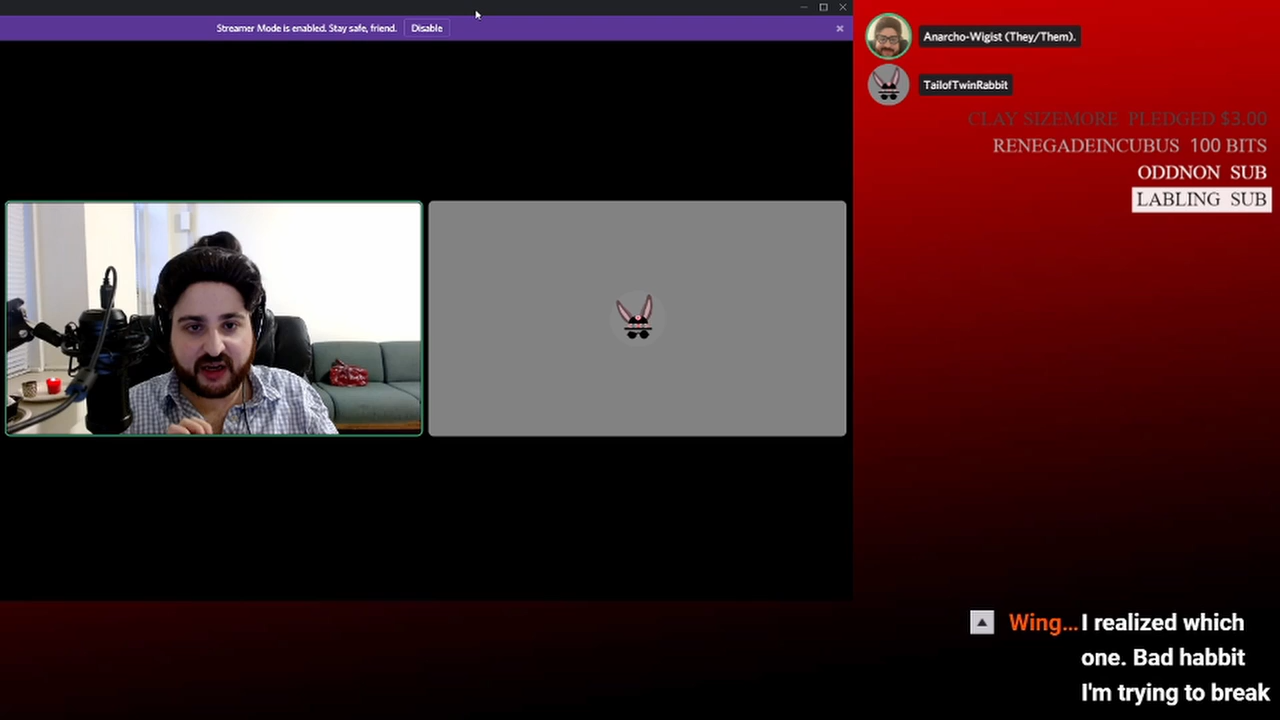 Streamer Mode is enabled. Stay safe, friend. Disable
Anarcho-Wigist (They/Them).
TailofTwinRabbit
CLAY SIZEMORE PLEDGED $3.00
RENEGADEINCUBUS 100 BITS
ODDNON SUB
LABLING SUB
Wing... I realized which
one. Bad habbit
I'm trying to break